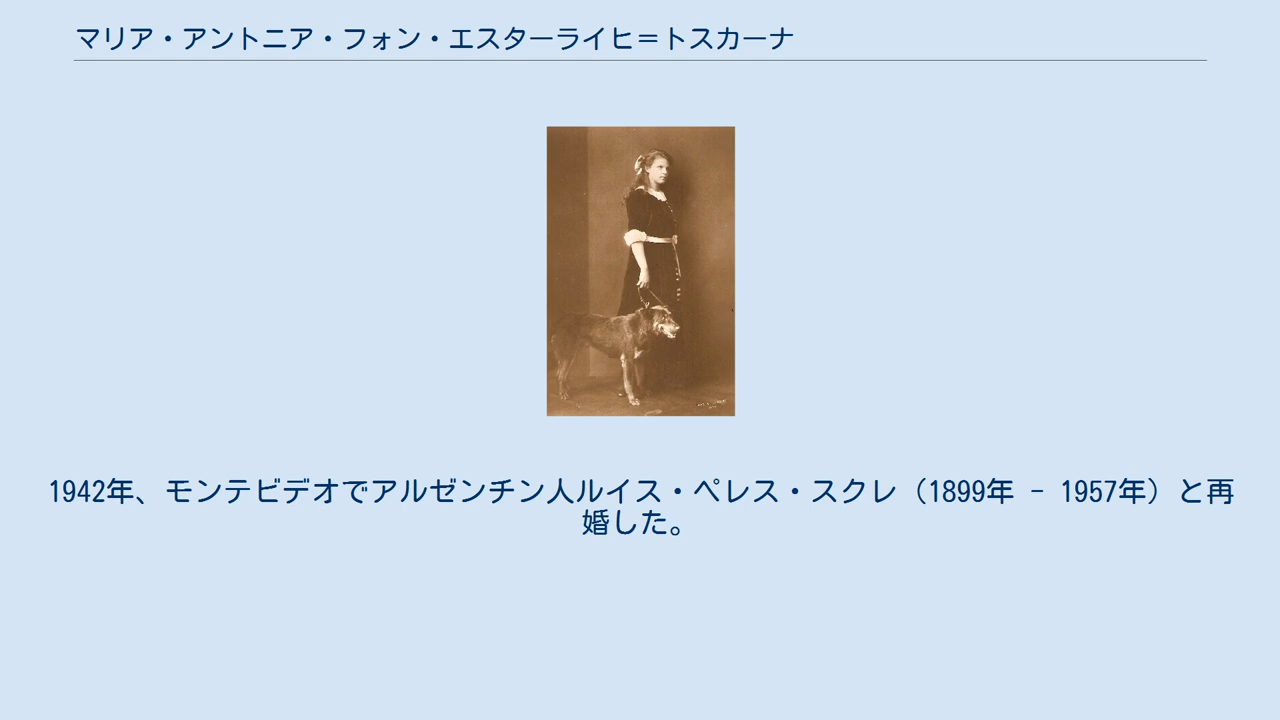 マリア・アントニア・フォン・エスターライヒ＝トスカーナ
1942年、モンテビデオでアルゼンチン人ルイス・ペレス・スクレ（1899年 - 1957年）と再
婚した。